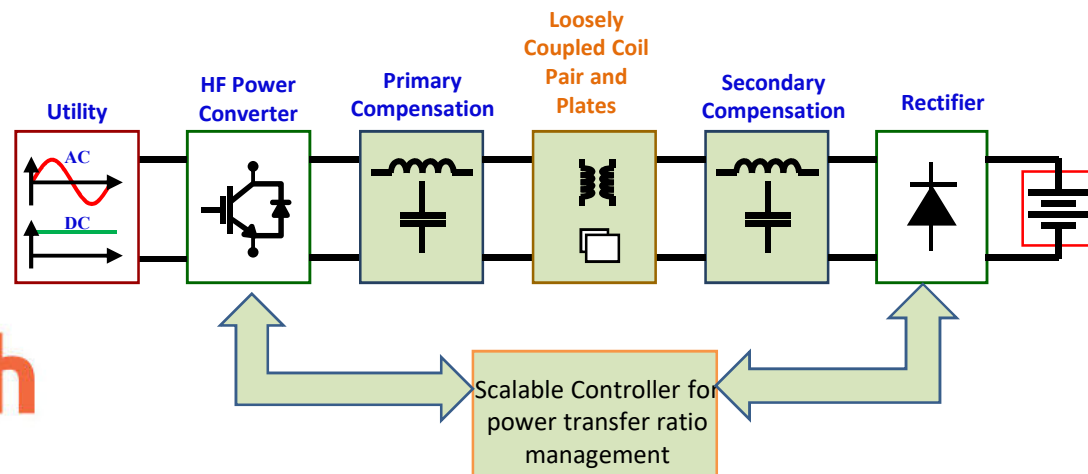 Loosely
Coupled Coil
Pair and
Plates
HF Power
Converter
Primary
Compensation
Secondary
Compensation
Utility
Rectifier
AC
DC
h
Scalable Controller for
power transfer ratio
management